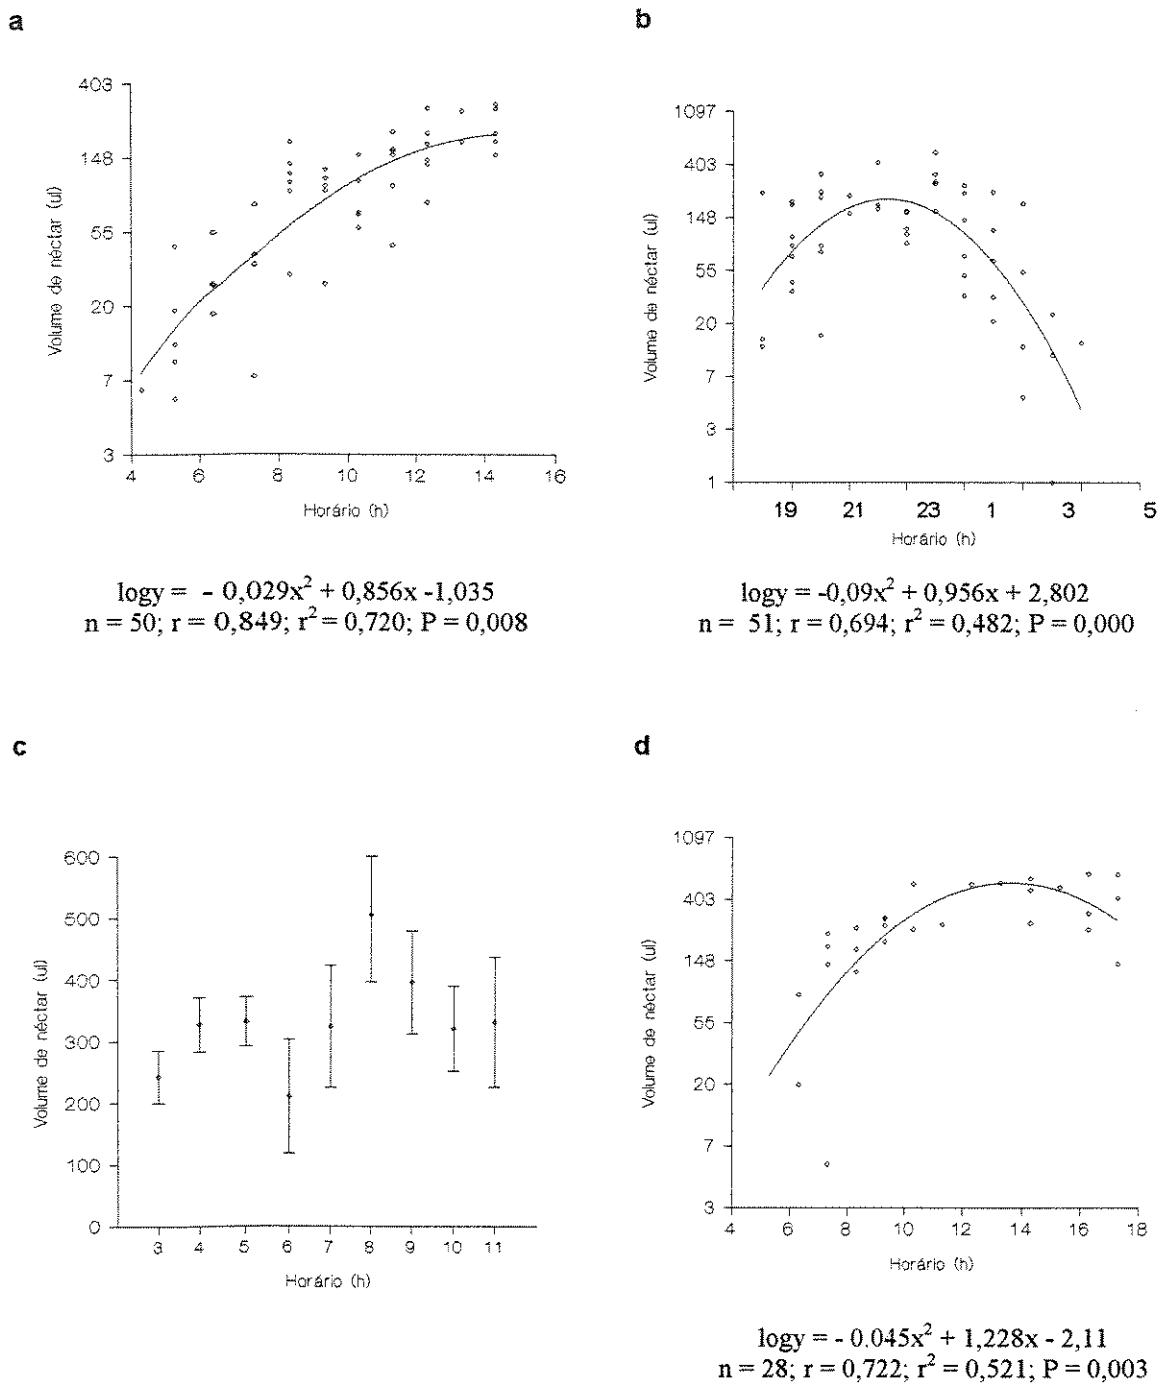 a
403
148
55
20
7
3
Volume de néctar (ul)
4 6 8 10 12 14 16
Horário (h)
logy = - 0,029x² + 0,856x -1,035
n = 50; r = 0,849; r² = 0,720; P = 0,008
b
1097
403
148
55
20
7
3
1
Volume de néctar (ul)
19 21 23 1 3 5
Horário (h)
logy = -0,09x² + 0,956x + 2,802
n = 51; r = 0,694; r² = 0,482; P = 0,000
c
600
500
400
300
200
100
0
Volume de néctar (ul)
3 4 5 6 7 8 9 10 11
Horário (h)
d
1097
403
148
55
20
7
3
Volume de néctar (ul)
4 6 8 10 12 14 16 18
Horário (h)
logy = - 0.045x² + 1,228x - 2,11
n = 28; r = 0,722; r² = 0,521; P = 0,003